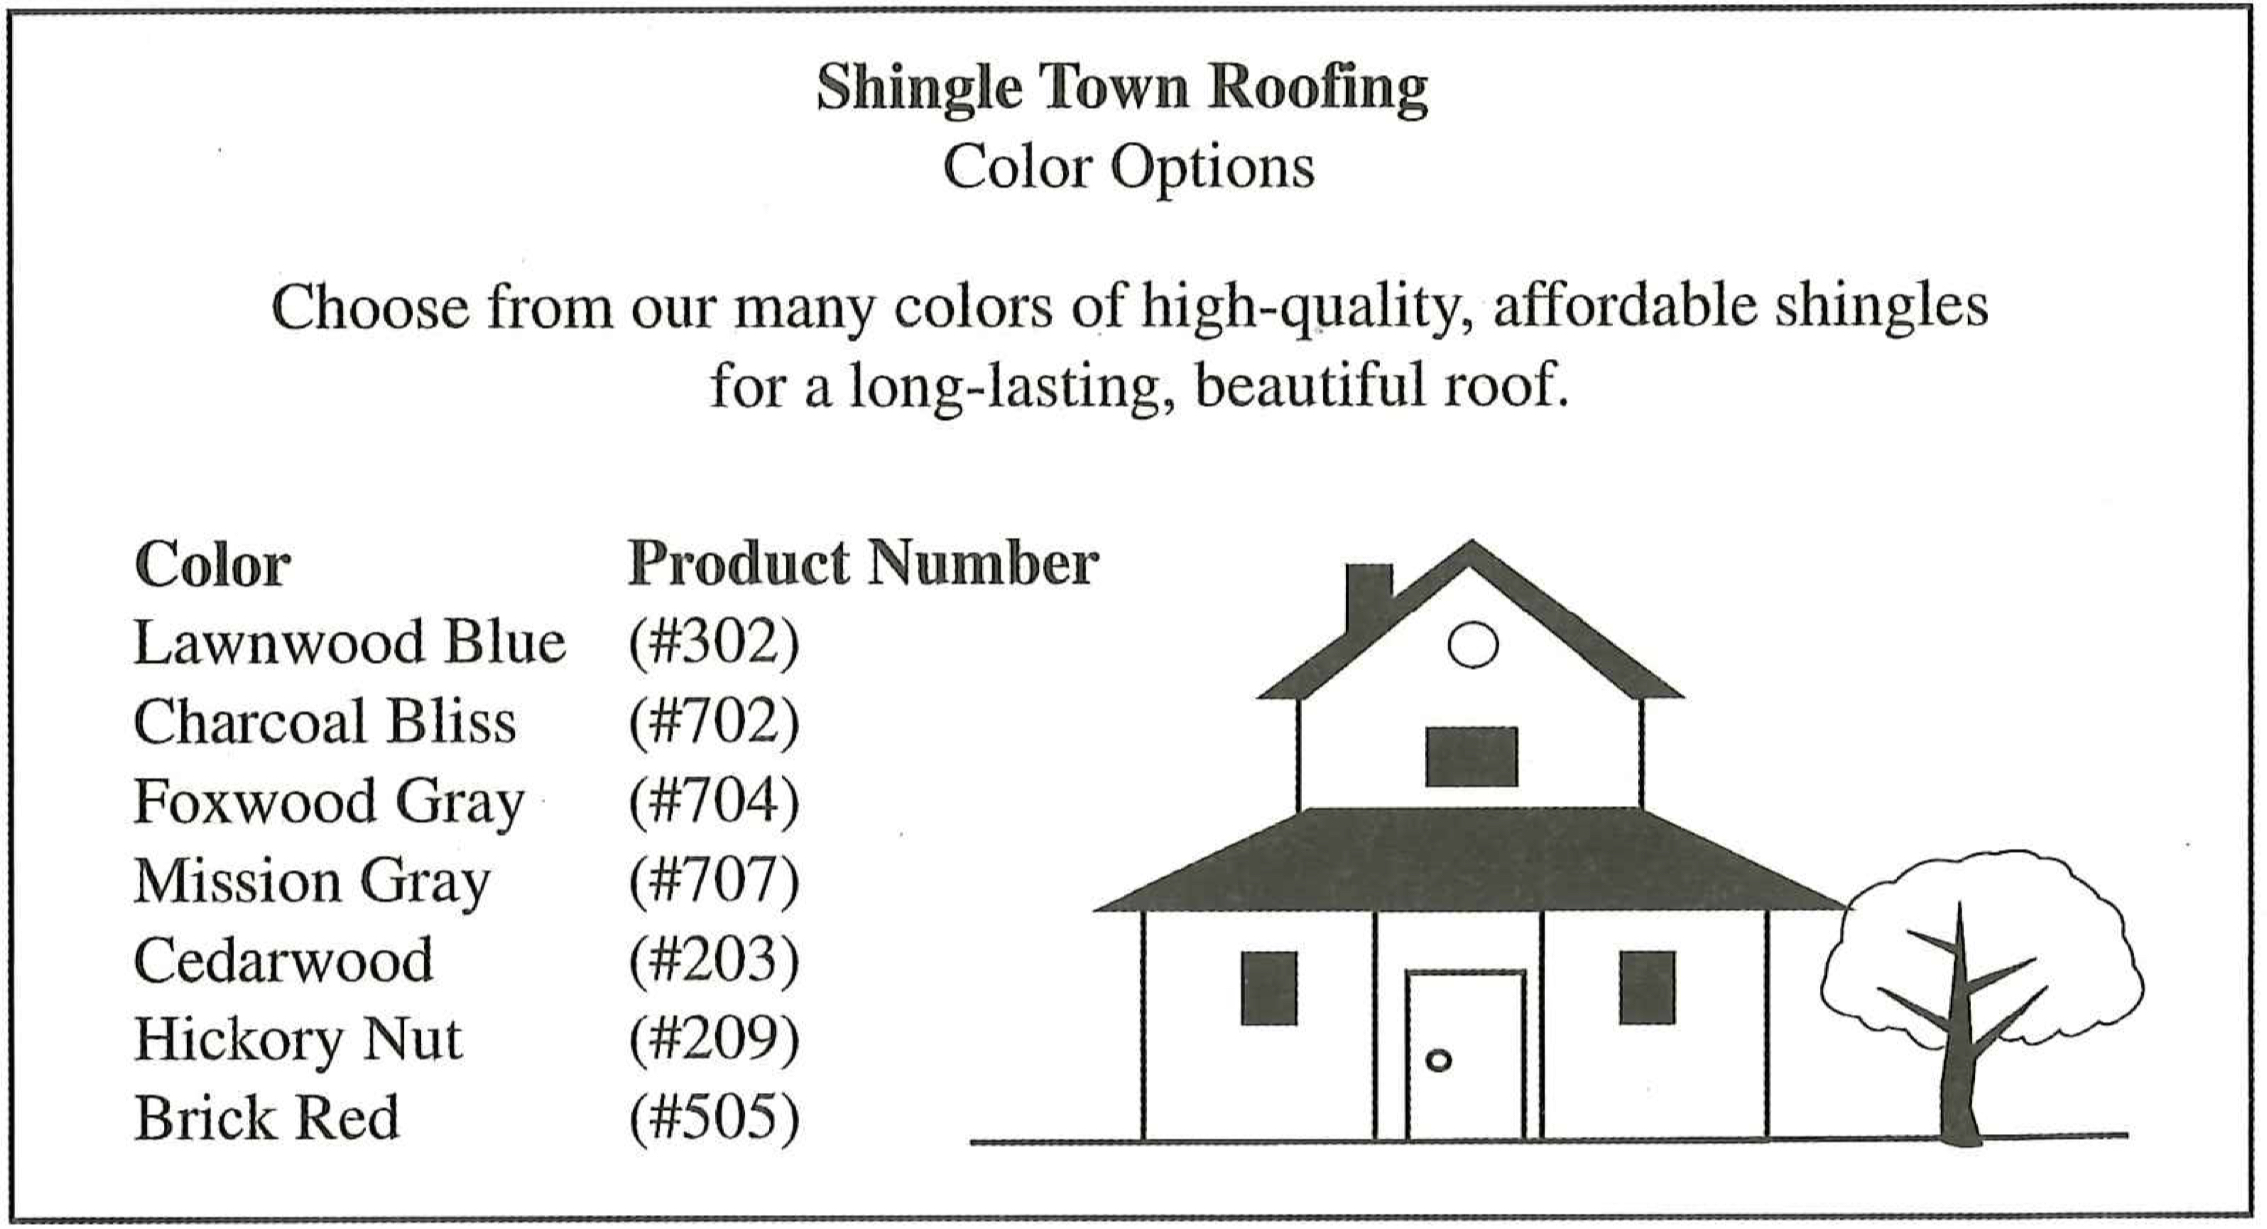 Shingle Town Roofing
Color Options
Choose from our many colors of high-quality, affordable shingles
for a long-lasting, beautiful roof.
Color Product Number
Lawnwood Blue (#302)
Charcoal Bliss (#702)
Foxwood Gray (#704)
Mission Gray (#707)
Cedarwood (#203)
Hickory Nut (#209)
Brick Red (#505)